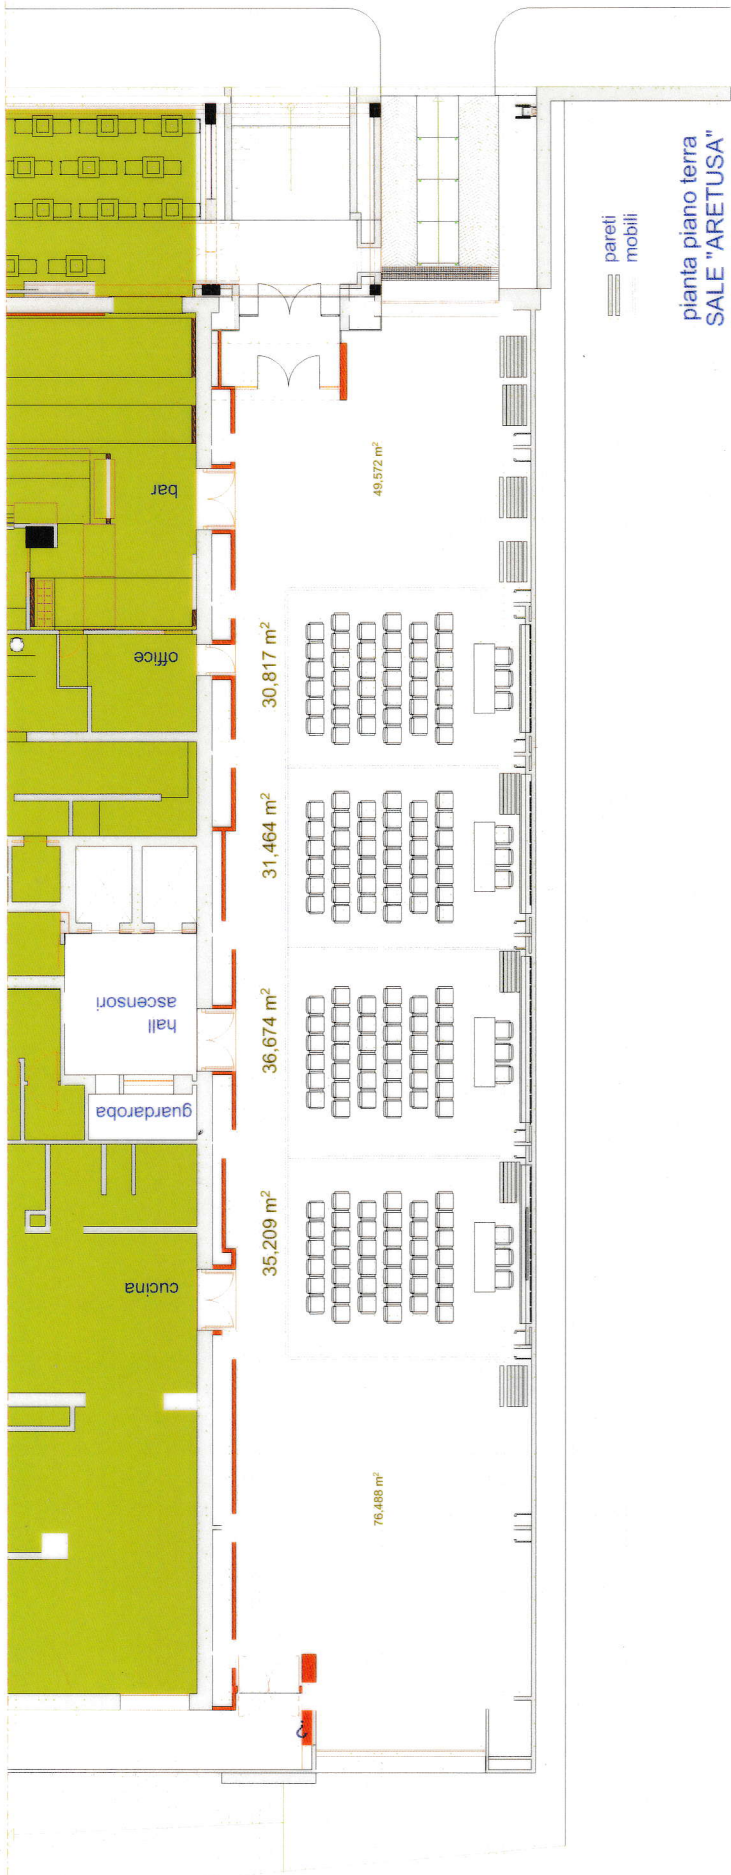 pianta piano terra
SALE "ARETUSA"
pareti
mobili
bar
49,572 m²
office
30,817 m²
31,464 m²
hall
ascensori
36,674 m²
guardaroba
35,209 m²
cucina
76,488 m²